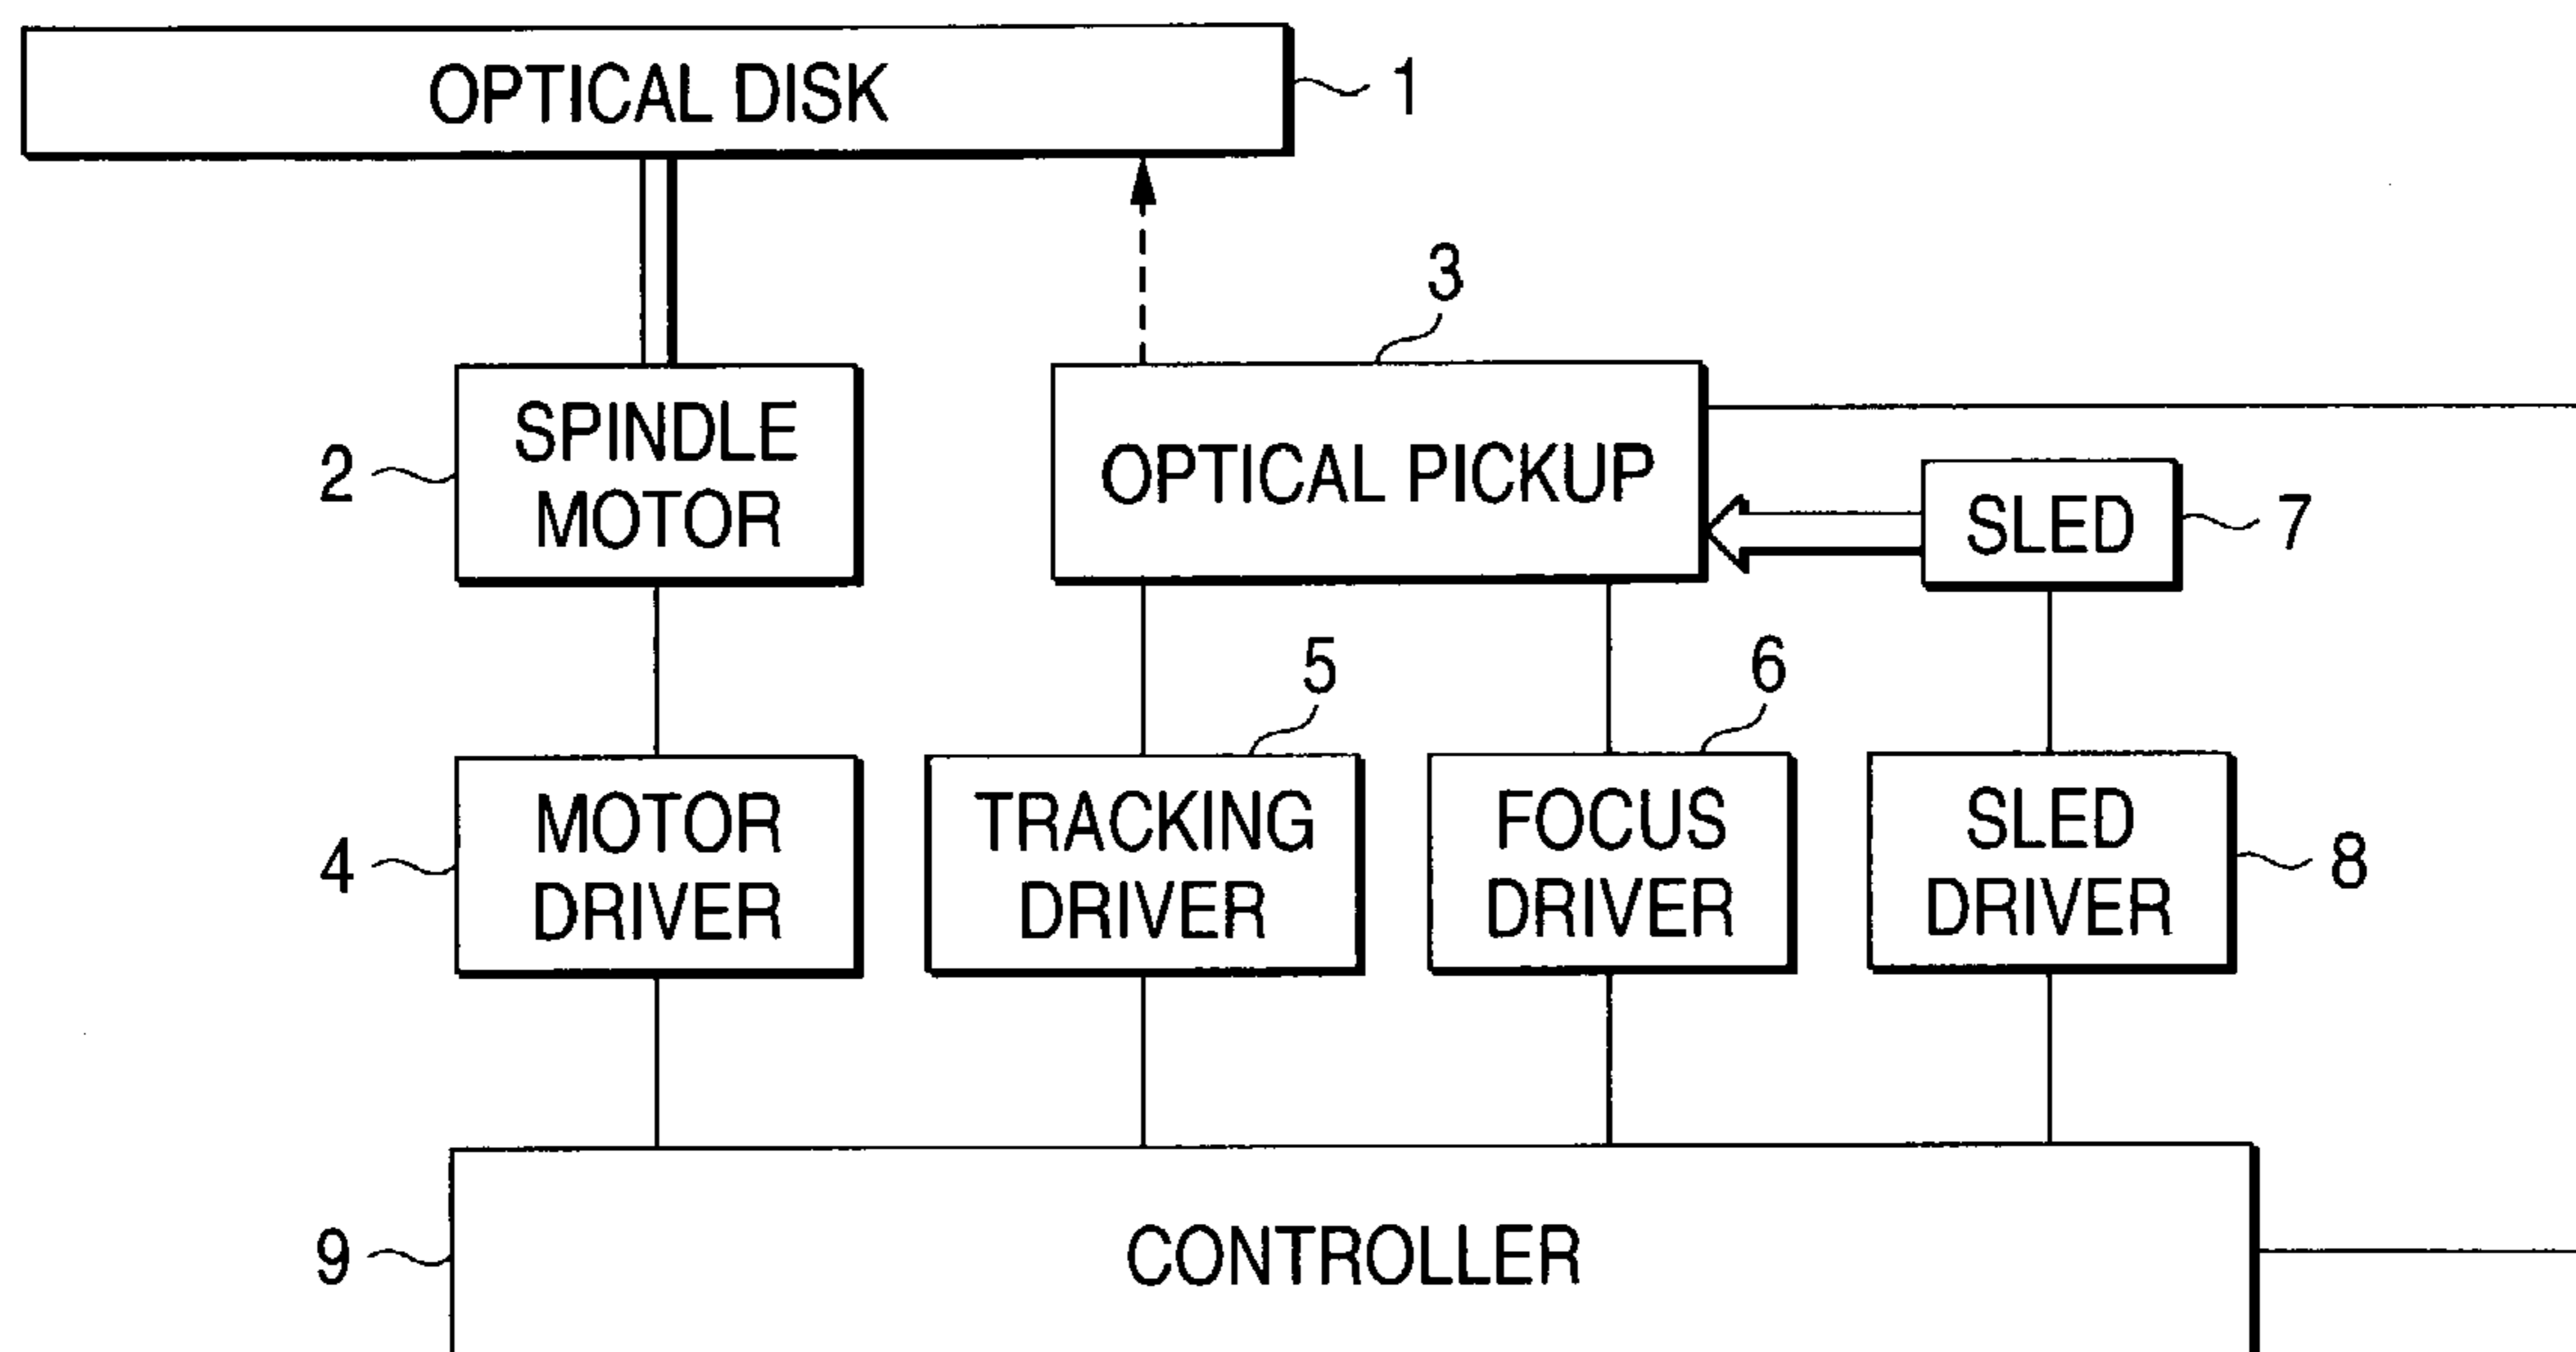 OPTICAL DISK
1
3
SPINDLE
MOTOR
2
OPTICAL PICKUP
SLED
7
5
6
MOTOR
DRIVER
4
TRACKING
DRIVER
FOCUS
DRIVER
SLED
DRIVER
8
9
CONTROLLER